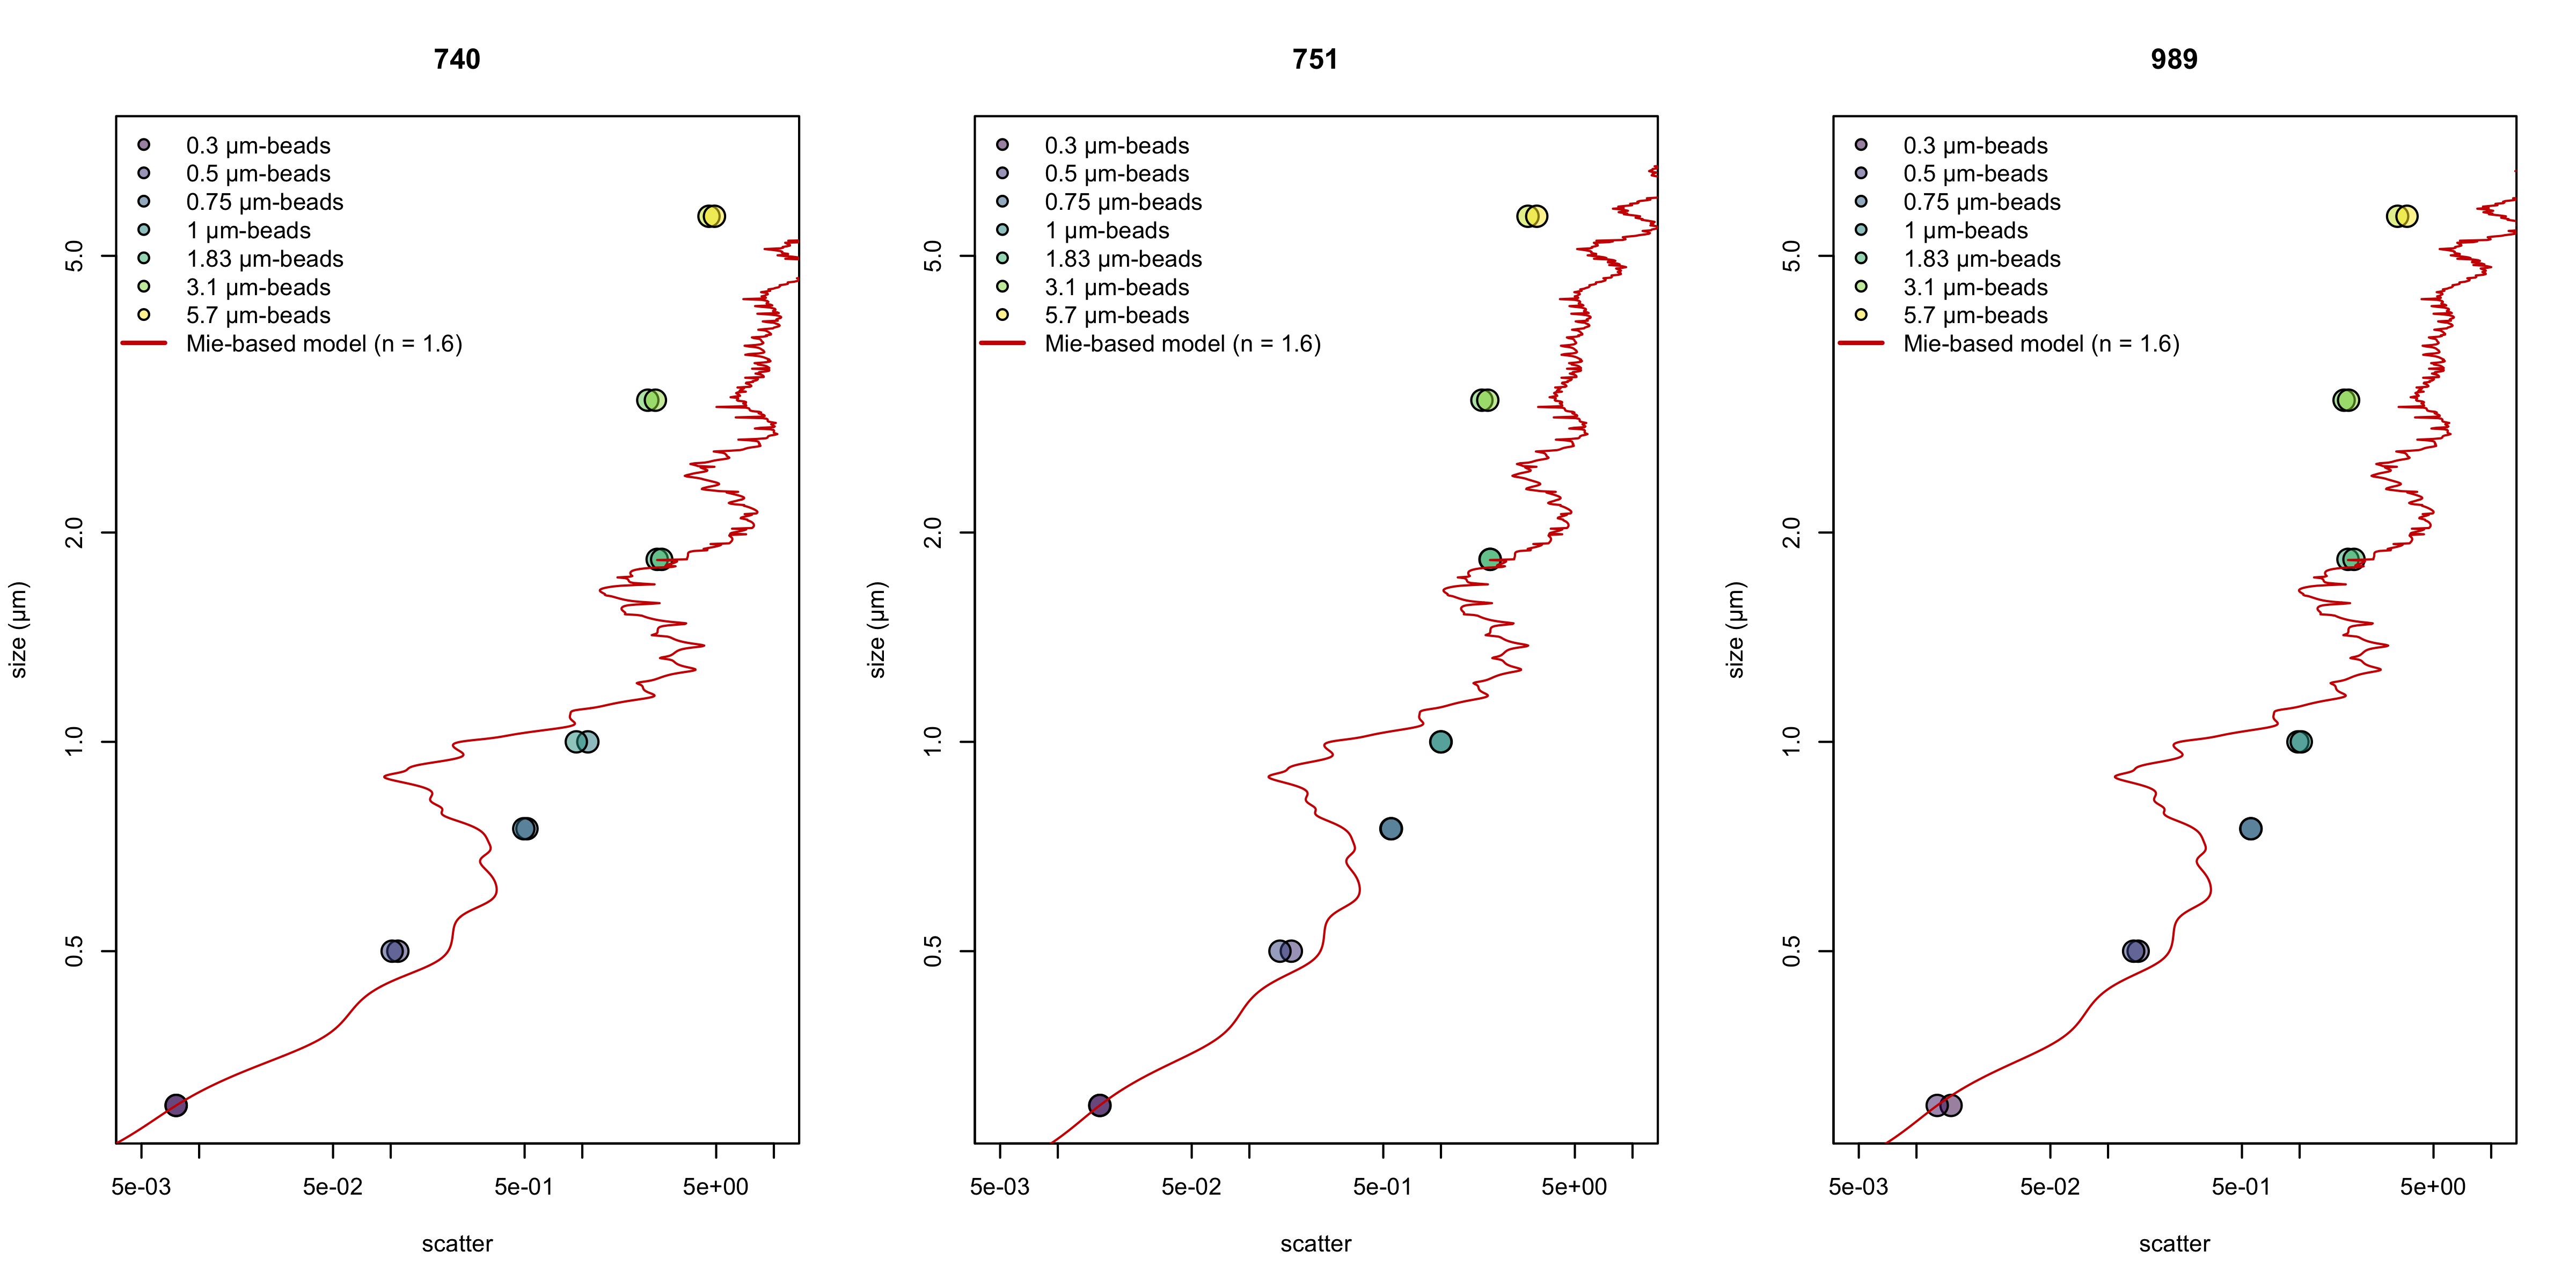 740
0.3 µm-beads
0.5 µm-beads
0.75 µm-beads
1 µm-beads
1.83 µm-beads
3.1 µm-beads
5.7 µm-beads
Mie-based model (n = 1.6)
size (µm)
5.0
2.0
1.0
0.5
5e-03 5e-02 5e-01 5e+00
scatter
751
0.3 µm-beads
0.5 µm-beads
0.75 µm-beads
1 µm-beads
1.83 µm-beads
3.1 µm-beads
5.7 µm-beads
Mie-based model (n = 1.6)
size (µm)
5.0
2.0
1.0
0.5
5e-03 5e-02 5e-01 5e+00
scatter
989
0.3 µm-beads
0.5 µm-beads
0.75 µm-beads
1 µm-beads
1.83 µm-beads
3.1 µm-beads
5.7 µm-beads
Mie-based model (n = 1.6)
size (µm)
5.0
2.0
1.0
0.5
5e-03 5e-02 5e-01 5e+00
scatter